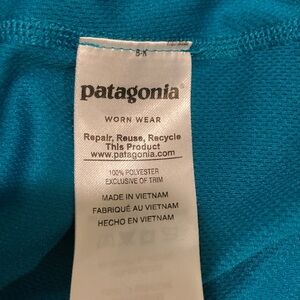 B-K
patagonia®
WORN WEAR
Repair, Reuse, Recycle
This Product
www.patagonia.com
100% POLYESTER
EXCLUSIVE OF TRIM
MADE IN VIETNAM
FABRIQUÉ AU VIETNAM
HECHO EN VIETNAM